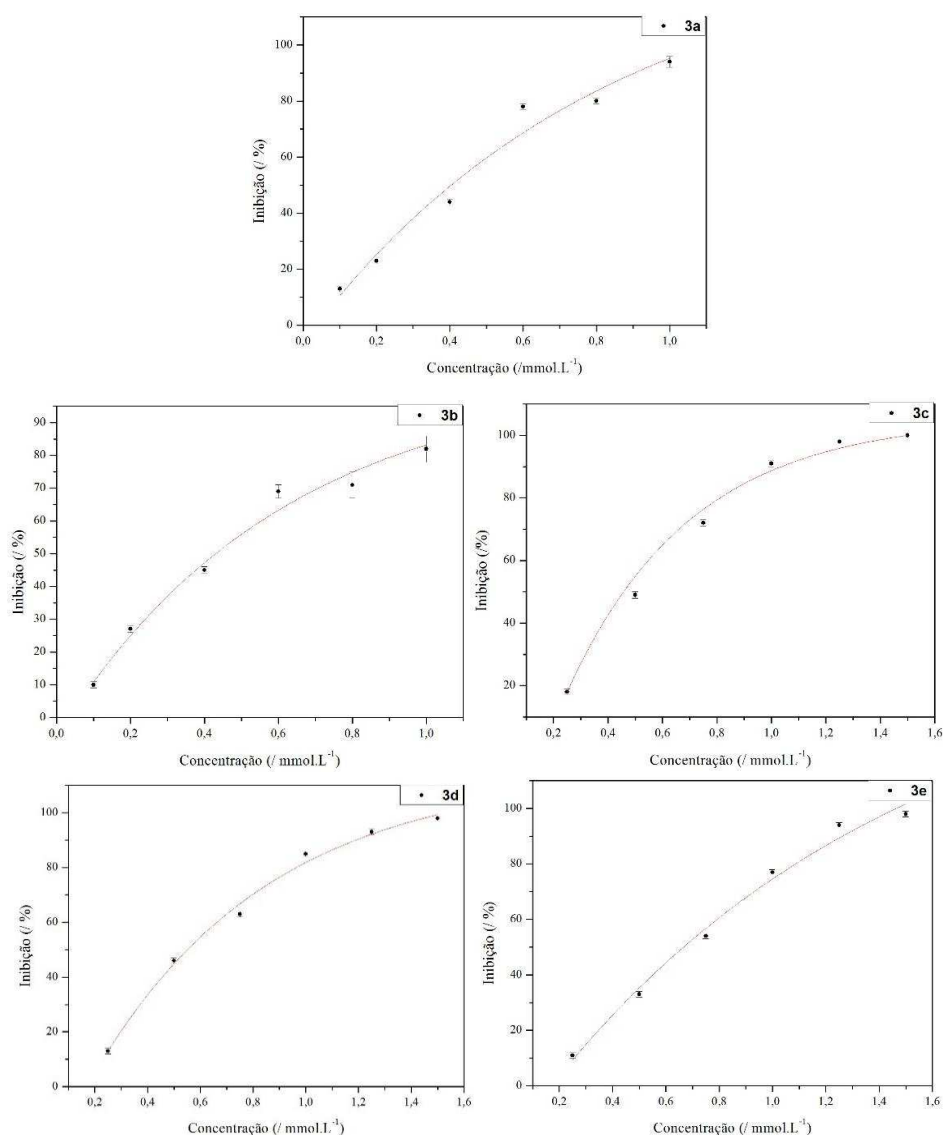 3a
100
80
60
40
20
0
Inibição (/ %)
0,0 0,2 0,4 0,6 0,8 1,0
Concentração (/mmol.L⁻¹)
3b
90
80
70
60
50
40
30
20
10
0
Inibição (/ %)
0,0 0,2 0,4 0,6 0,8 1,0
Concentração (/ mmol.L⁻¹)
3c
100
80
60
40
20
Inibição (/%)
0,2 0,4 0,6 0,8 1,0 1,2 1,4 1,6
Concentração (/ mmol.L⁻¹)
3d
100
80
60
40
20
0
Inibição (/ %)
0,2 0,4 0,6 0,8 1,0 1,2 1,4 1,6
Concentração (/ mmol.L⁻¹)
3e
100
80
60
40
20
0
Inibição (/ %)
0,2 0,4 0,6 0,8 1,0 1,2 1,4 1,6
Concentração (/ mmol.L⁻¹)